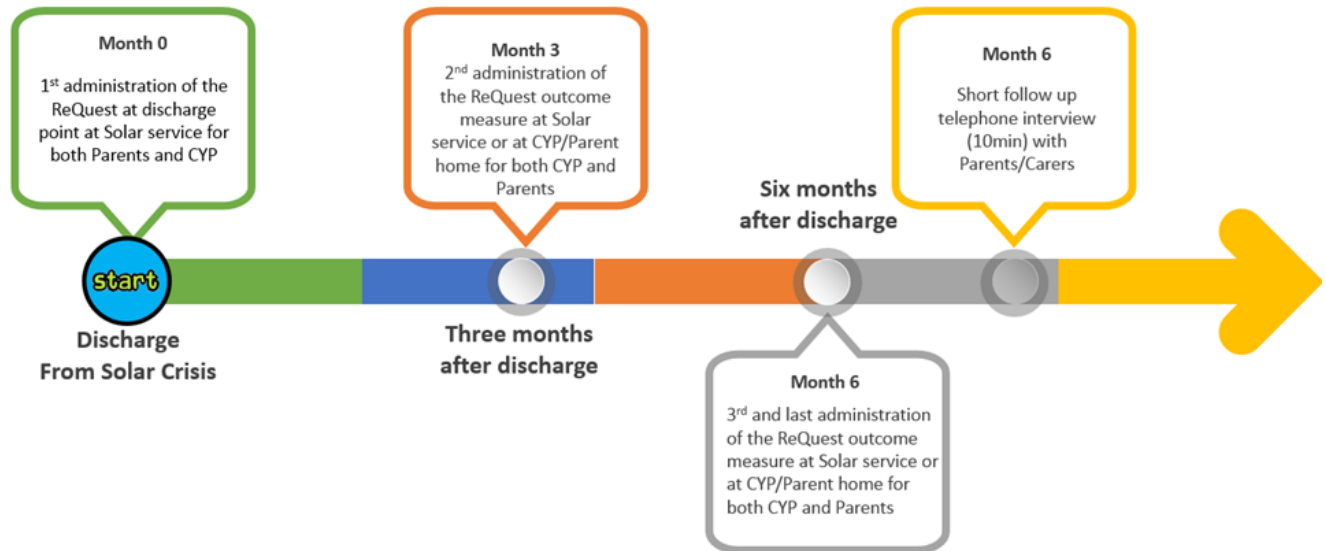 Month 0
1st administration of the
ReQuest at discharge
point at Solar service for
both Parents and CYP
Month 3
2nd administration of
the ReQuest outcome
measure at Solar
service or at CYP/Parent
home for both CYP and
Parents
Month 6
Short follow up
telephone interview
(10min) with
Parents/Carers
Six months
after discharge
start
Discharge
From Solar Crisis
Three months
after discharge
Month 6
3rd and last administration
of the ReQuest outcome
measure at Solar service or
at CYP/Parent home for
both CYP and Parents